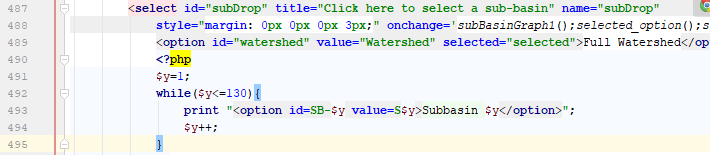 487 <select id="subDrop" title="Click here to select a sub-basin" name="subDrop"
488 style="margin: 0px 0px 0px 3px;" onchange='subBasinGraph1();selected_option();s
489 <option id="watershed" value="Watershed" selected="selected">Full Watershed</op
490 <?php
491 $y=1;
492 while($y<=130){
493 print "<option id=SB-$y value=S$y>Subbasin $y</option>";
494 $y++;
495 }